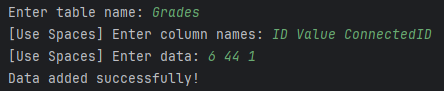 Enter table name: Grades
[Use Spaces] Enter column names: ID Value ConnectedID
[Use Spaces] Enter data: 6 44 1
Data added successfully!